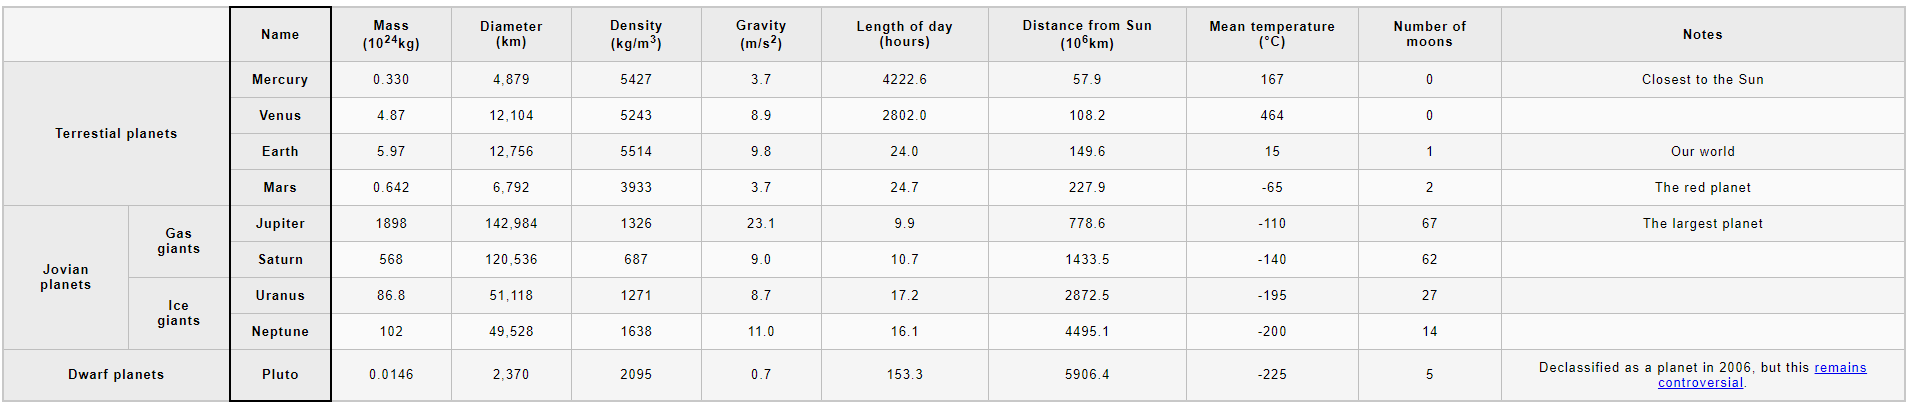 Name Mass (10²⁴kg) Diameter (km) Density (kg/m³) Gravity (m/s²) Length of day (hours) Distance from Sun (10⁶km) Mean temperature (°C) Number of moons Notes
Terrestial planets Mercury 0.330 4,879 5427 3.7 4222.6 57.9 167 0 Closest to the Sun
Venus 4.87 12,104 5243 8.9 2802.0 108.2 464 0
Earth 5.97 12,756 5514 9.8 24.0 149.6 15 1 Our world
Mars 0.642 6,792 3933 3.7 24.7 227.9 -65 2 The red planet
Jovian planets Gas giants Jupiter 1898 142,984 1326 23.1 9.9 778.6 -110 67 The largest planet
Saturn 568 120,536 687 9.0 10.7 1433.5 -140 62
Ice giants Uranus 86.8 51,118 1271 8.7 17.2 2872.5 -195 27
Neptune 102 49,528 1638 11.0 16.1 4495.1 -200 14
Dwarf planets Pluto 0.0146 2,370 2095 0.7 153.3 5906.4 -225 5 Declassified as a planet in 2006, but this remains controversial.